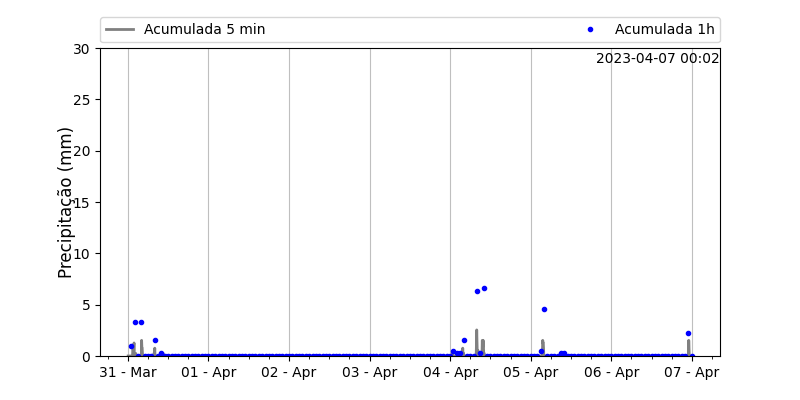 Acumulada 5 min
Acumulada 1h
2023-04-07 00:02
Precipitação (mm)
30
25
20
15
10
5
0
31 - Mar
01 - Apr
02 - Apr
03 - Apr
04 - Apr
05 - Apr
06 - Apr
07 - Apr